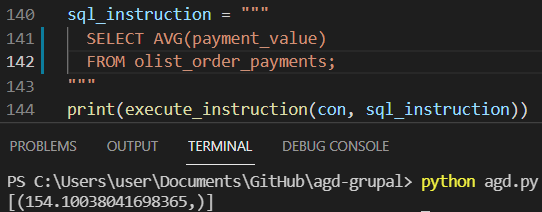 140 sql_instruction = """
141 SELECT AVG(payment_value)
142 FROM olist_order_payments;
143 """
144 print(execute_instruction(con, sql_instruction))
PROBLEMS OUTPUT TERMINAL DEBUG CONSOLE
PS C:\Users\user\Documents\GitHub\agd-grupal> python agd.py
[(154.10038041698365,)]